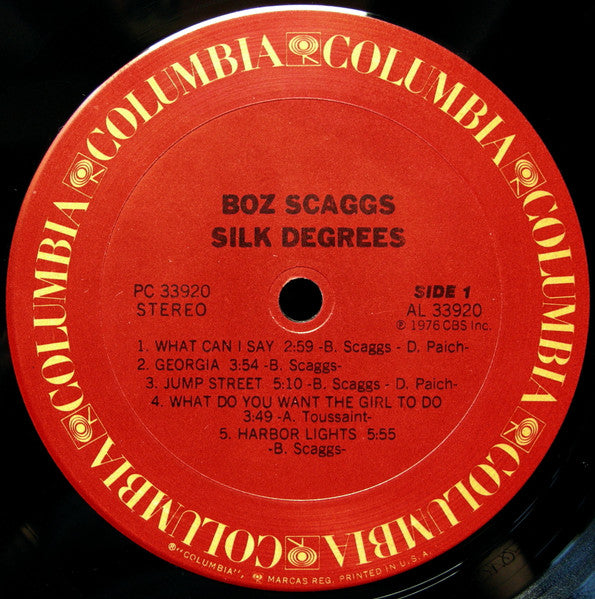 COLUMBIA COLUMBIA COLUMBIA COLUMBIA COLUMBIA COLUMBIA
BOZ SCAGGS
SILK DEGREES
PC 33920
STEREO
SIDE 1
AL 33920
℗ 1976 CBS Inc.
1. WHAT CAN I SAY 2:59 -B. Scaggs - D. Paich-
2. GEORGIA 3:54 -B. Scaggs-
3. JUMP STREET 5:10 -B. Scaggs - D. Paich-
4. WHAT DO YOU WANT THE GIRL TO DO
3:49 -A. Toussaint-
5. HARBOR LIGHTS 5:55
-B. Scaggs-
®"COLUMBIA", MARCAS REG. PRINTED IN U.S.A.